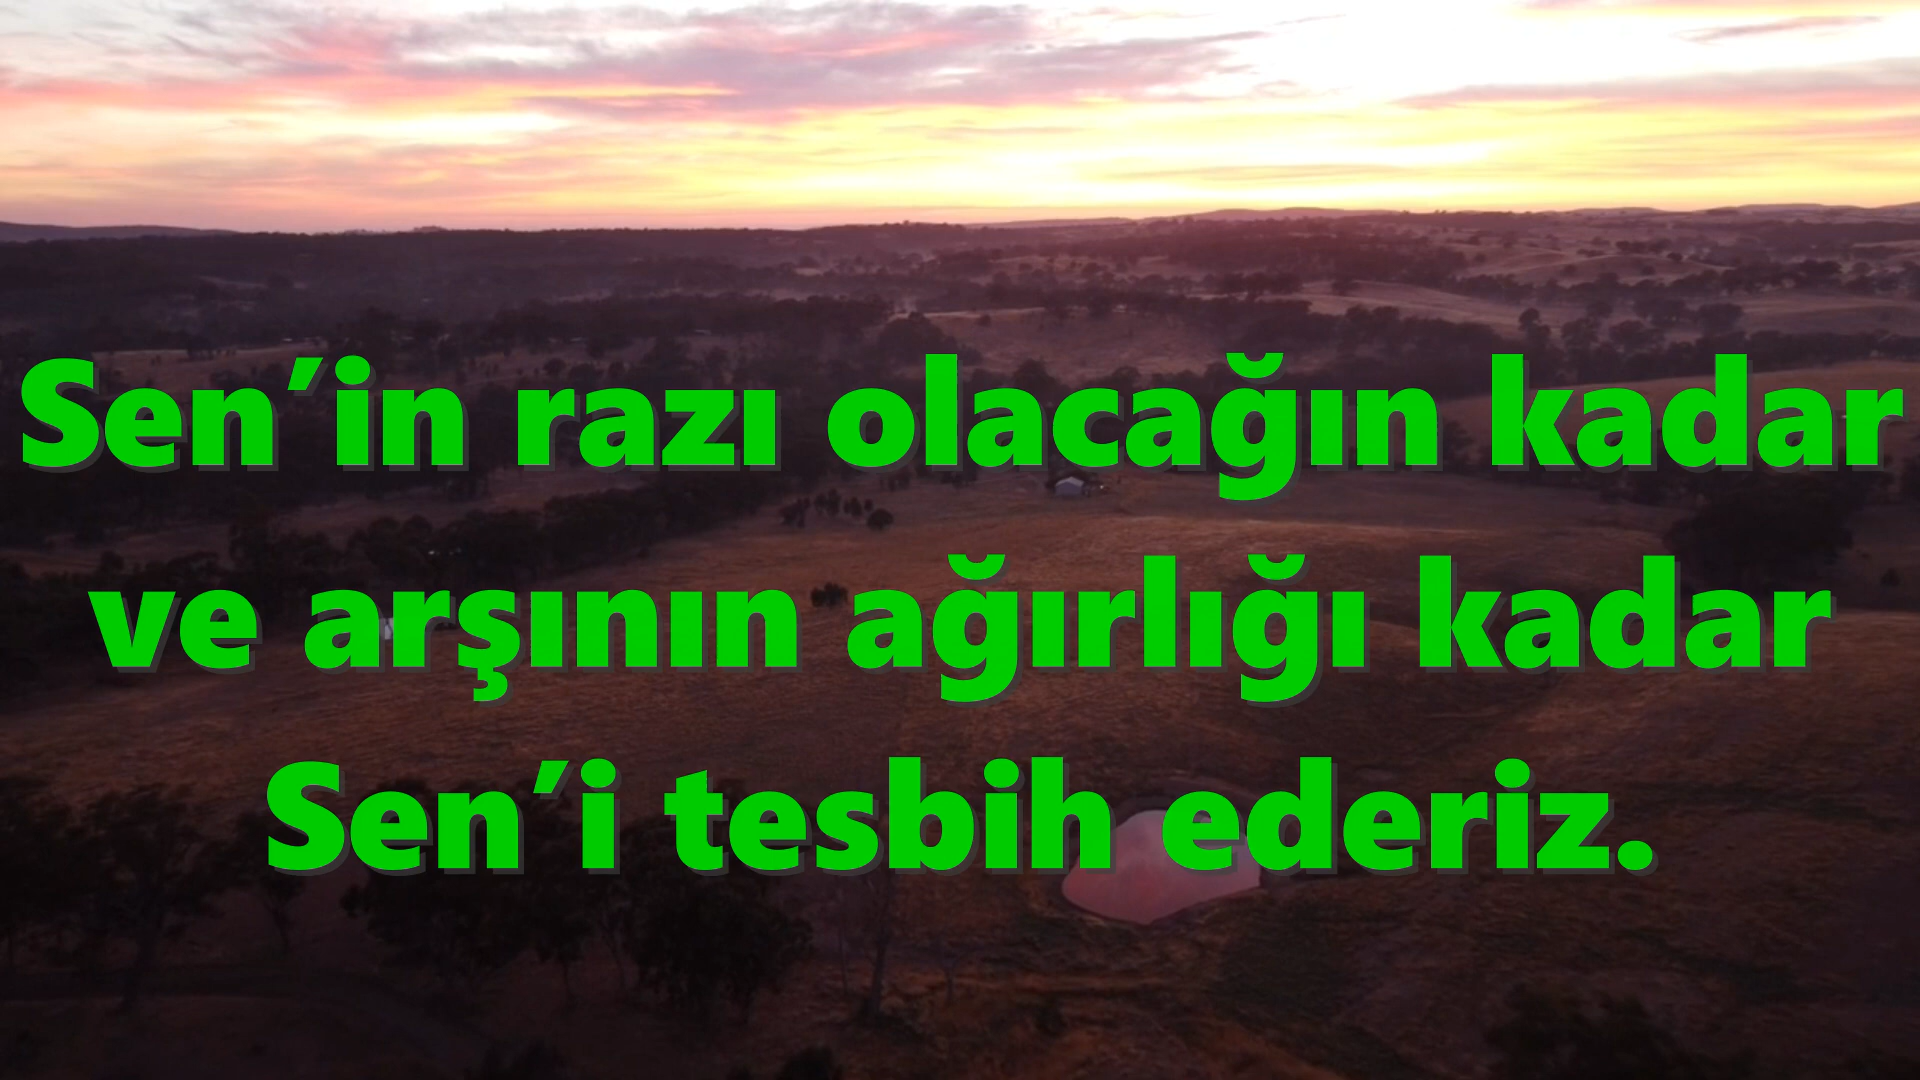 Sen’in razı olacağın kadar
ve arşının ağırlığı kadar
Sen’i tesbih ederiz.